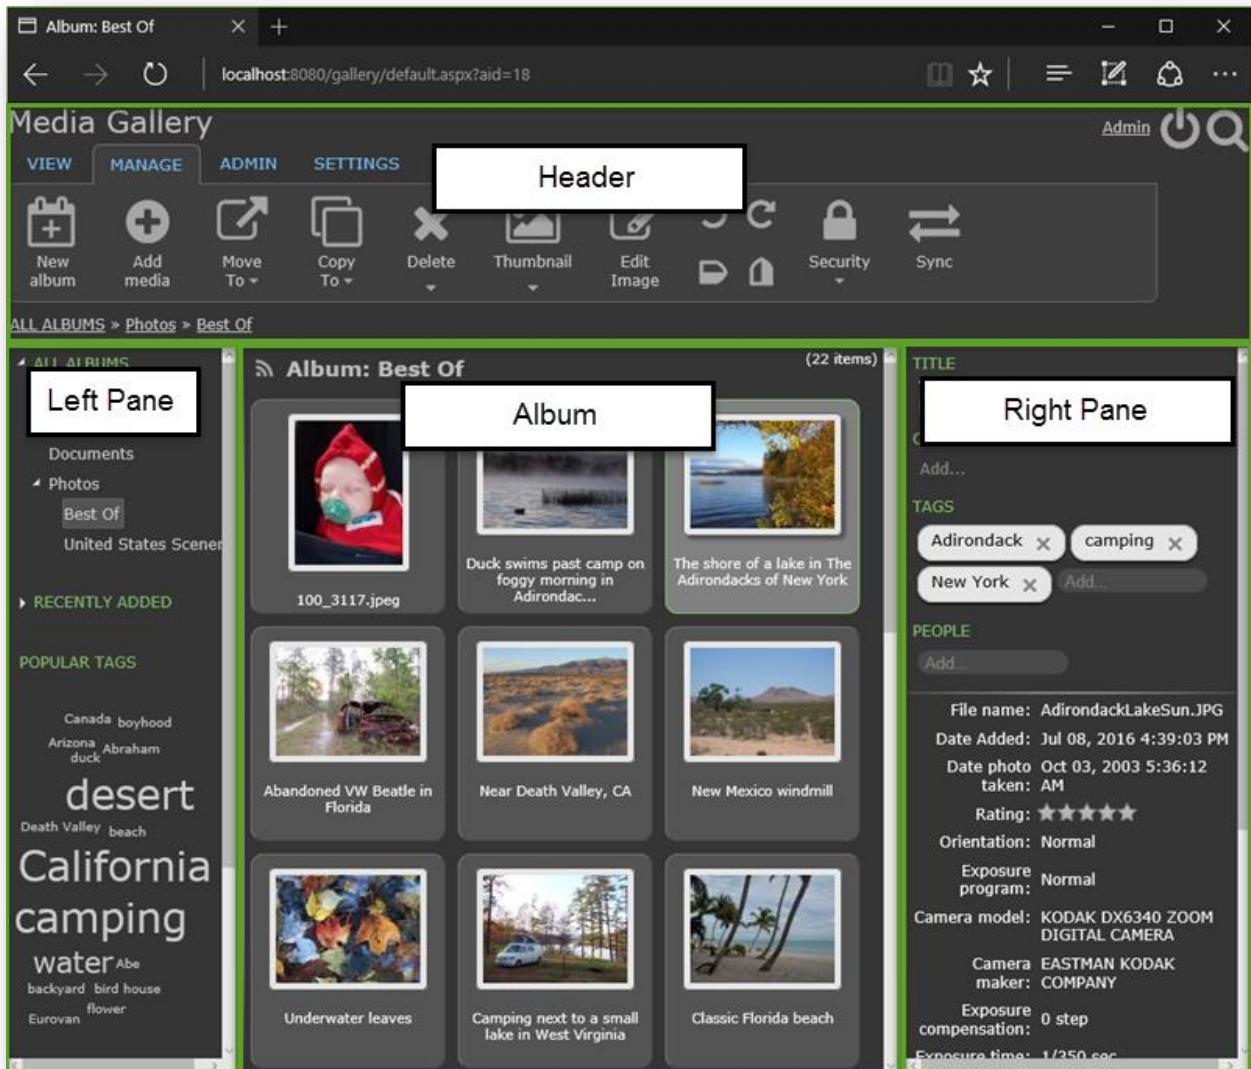 Album: Best Of
localhost:8080/gallery/default.aspx?aid=18
Media Gallery
Admin
VIEW
MANAGE
ADMIN
SETTINGS
Header
New album
Add media
Move To
Copy To
Delete
Thumbnail
Edit Image
Security
Sync
ALL ALBUMS » Photos » Best Of
ALL ALBUMS
Left Pane
Documents
Photos
Best Of
United States Scener
RECENTLY ADDED
POPULAR TAGS
Canada boyhood
Arizona
duck Abraham
desert
Death Valley beach
California
camping
water Abe
backyard bird house
Eurovan flower
Album: Best Of
(22 items)
Album
100_3117.jpeg
Duck swims past camp on
foggy morning in
Adirondac...
The shore of a lake in The
Adirondacks of New York
Abandoned VW Beatle in
Florida
Near Death Valley, CA
New Mexico windmill
Underwater leaves
Camping next to a small
lake in West Virginia
Classic Florida beach
TITLE
Right Pane
Add...
TAGS
Adirondack
camping
New York
Add...
PEOPLE
Add...
File name: AdirondackLakeSun.JPG
Date Added: Jul 08, 2016 4:39:03 PM
Date photo taken: Oct 03, 2003 5:36:12 AM
Rating:
Orientation: Normal
Exposure program: Normal
Camera model: KODAK DX6340 ZOOM DIGITAL CAMERA
Camera maker: EASTMAN KODAK COMPANY
Exposure compensation: 0 step
Exposure time: 1/350 sec